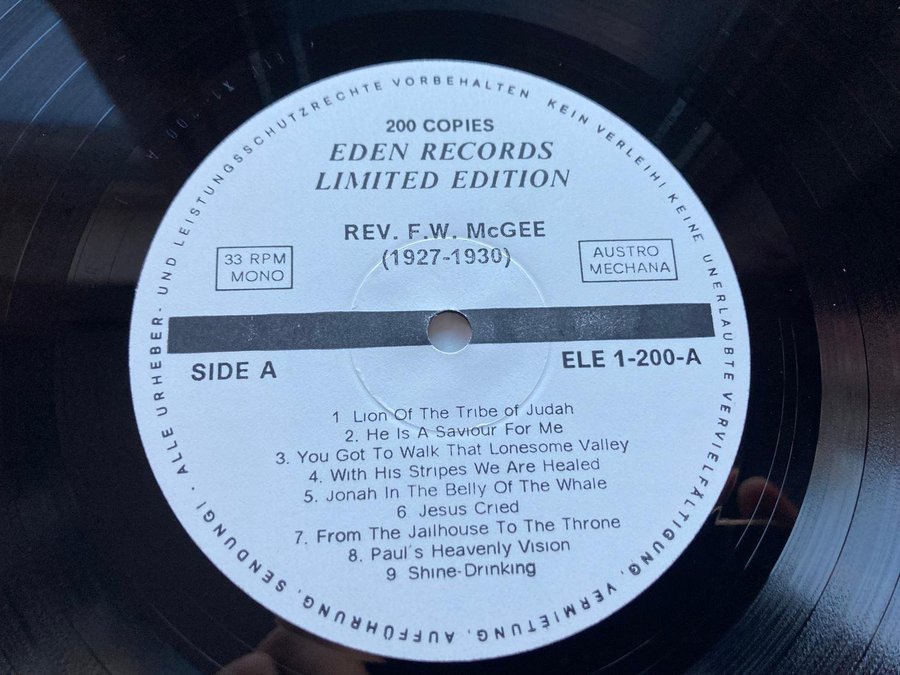 ALLE URHEBER- UND LEISTUNGSSCHUTZRECHTE VORBEHALTEN KEIN VERLEIH! KEINE UNERLAUBTE VERVIELFÄLTIGUNG, VERMIETUNG, AUFFÜHRUNG, SENDUNG! ·
200 COPIES
EDEN RECORDS
LIMITED EDITION
REV. F.W. McGEE
(1927-1930)
33 RPM
MONO
AUSTRO
MECHANA
SIDE A
ELE 1-200-A
1 Lion Of The Tribe of Judah
2. He Is A Saviour For Me
3. You Got To Walk That Lonesome Valley
4. With His Stripes We Are Healed
5. Jonah In The Belly Of The Whale
6. Jesus Cried
7. From The Jailhouse To The Throne
8. Paul's Heavenly Vision
9 Shine-Drinking